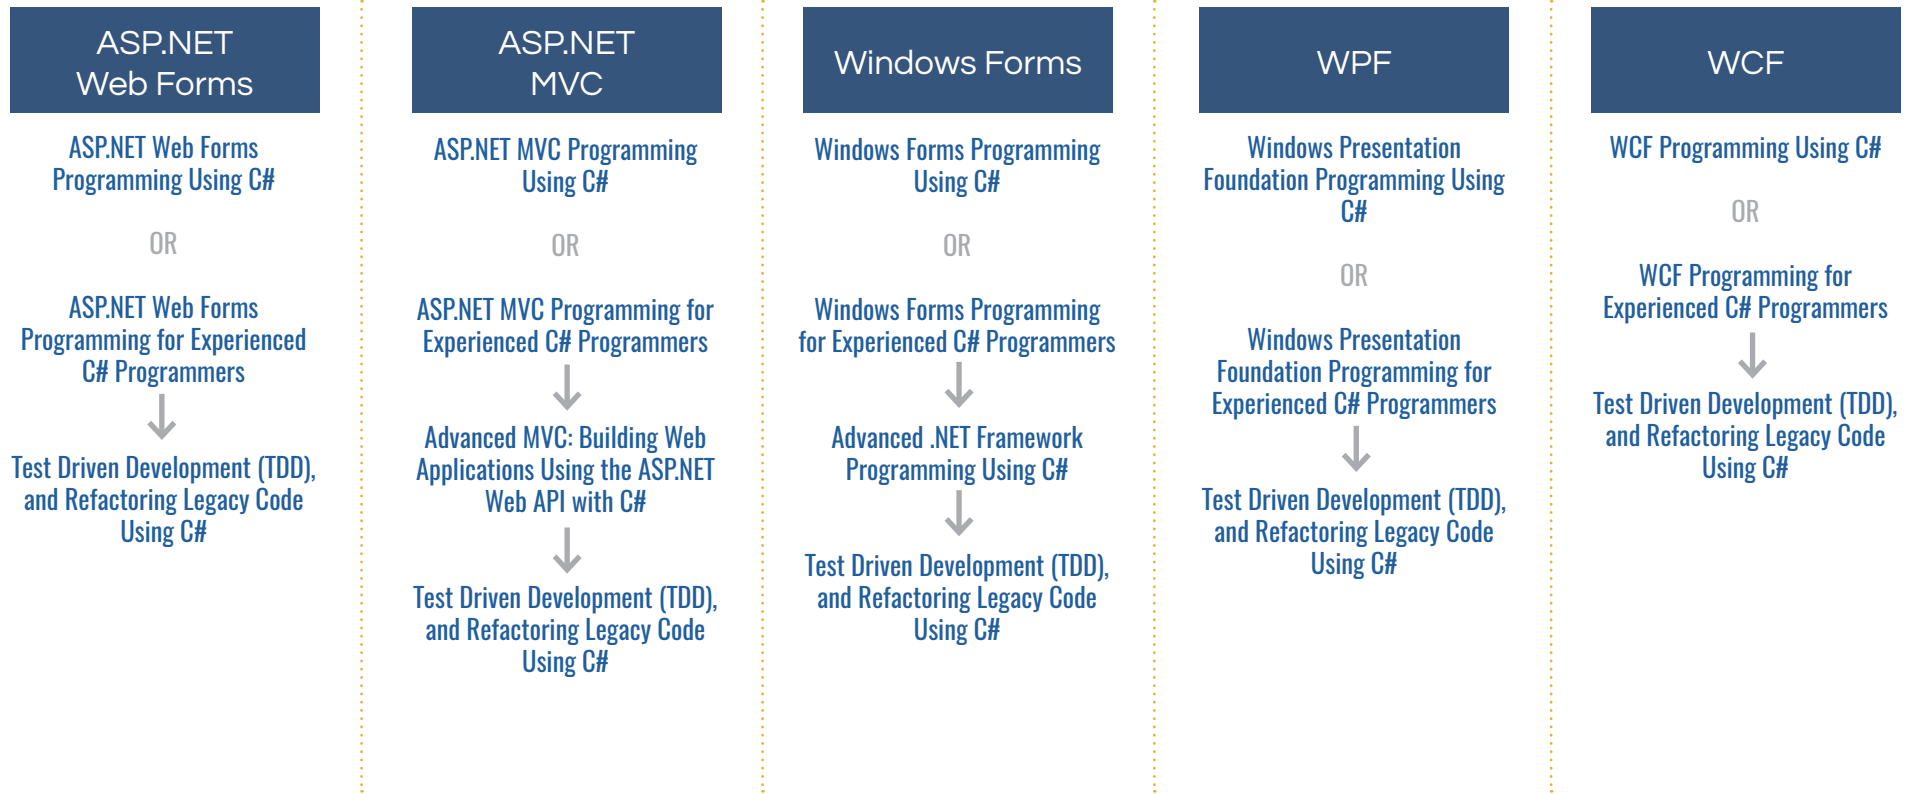 ASP.NET
Web Forms
ASP.NET Web Forms
Programming Using C#
OR
ASP.NET Web Forms
Programming for Experienced
C# Programmers
Test Driven Development (TDD),
and Refactoring Legacy Code
Using C#
ASP.NET
MVC
ASP.NET MVC Programming
Using C#
OR
ASP.NET MVC Programming for
Experienced C# Programmers
Advanced MVC: Building Web
Applications Using the ASP.NET
Web API with C#
Test Driven Development (TDD),
and Refactoring Legacy Code
Using C#
Windows Forms
Windows Forms Programming
Using C#
OR
Windows Forms Programming
for Experienced C# Programmers
Advanced .NET Framework
Programming Using C#
Test Driven Development (TDD),
and Refactoring Legacy Code
Using C#
WPF
Windows Presentation
Foundation Programming Using
C#
OR
Windows Presentation
Foundation Programming for
Experienced C# Programmers
Test Driven Development (TDD),
and Refactoring Legacy Code
Using C#
WCF
WCF Programming Using C#
OR
WCF Programming for
Experienced C# Programmers
Test Driven Development (TDD),
and Refactoring Legacy Code
Using C#